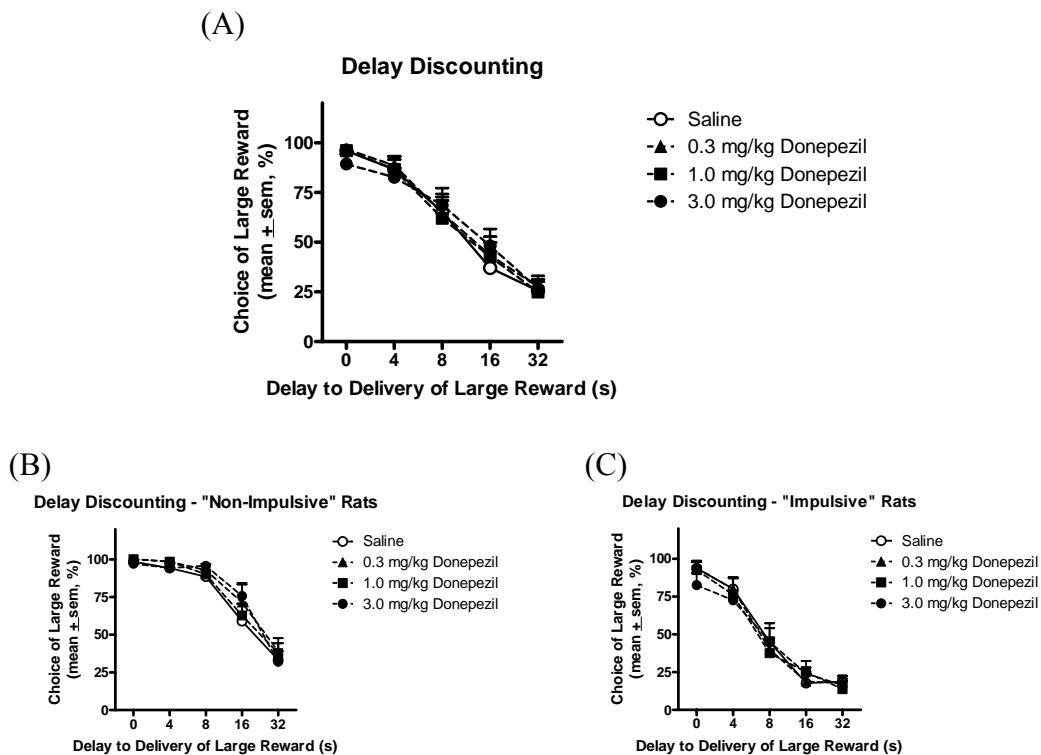 (A)
Delay Discounting
Choice of Large Reward
(mean +sem, %)
100
75
50
25
0
0 4 8 16 32
Delay to Delivery of Large Reward (s)
Saline
0.3 mg/kg Donepezil
1.0 mg/kg Donepezil
3.0 mg/kg Donepezil
(B)
Delay Discounting - "Non-Impulsive" Rats
Choice of Large Reward
(mean +sem, %)
100
75
50
25
0
0 4 8 16 32
Delay to Delivery of Large Reward (s)
Saline
0.3 mg/kg Donepezil
1.0 mg/kg Donepezil
3.0 mg/kg Donepezil
(C)
Delay Discounting - "Impulsive" Rats
Choice of Large Reward
(mean +sem, %)
100
75
50
25
0
0 4 8 16 32
Delay to Delivery of Large Reward (s)
Saline
0.3 mg/kg Donepezil
1.0 mg/kg Donepezil
3.0 mg/kg Donepezil